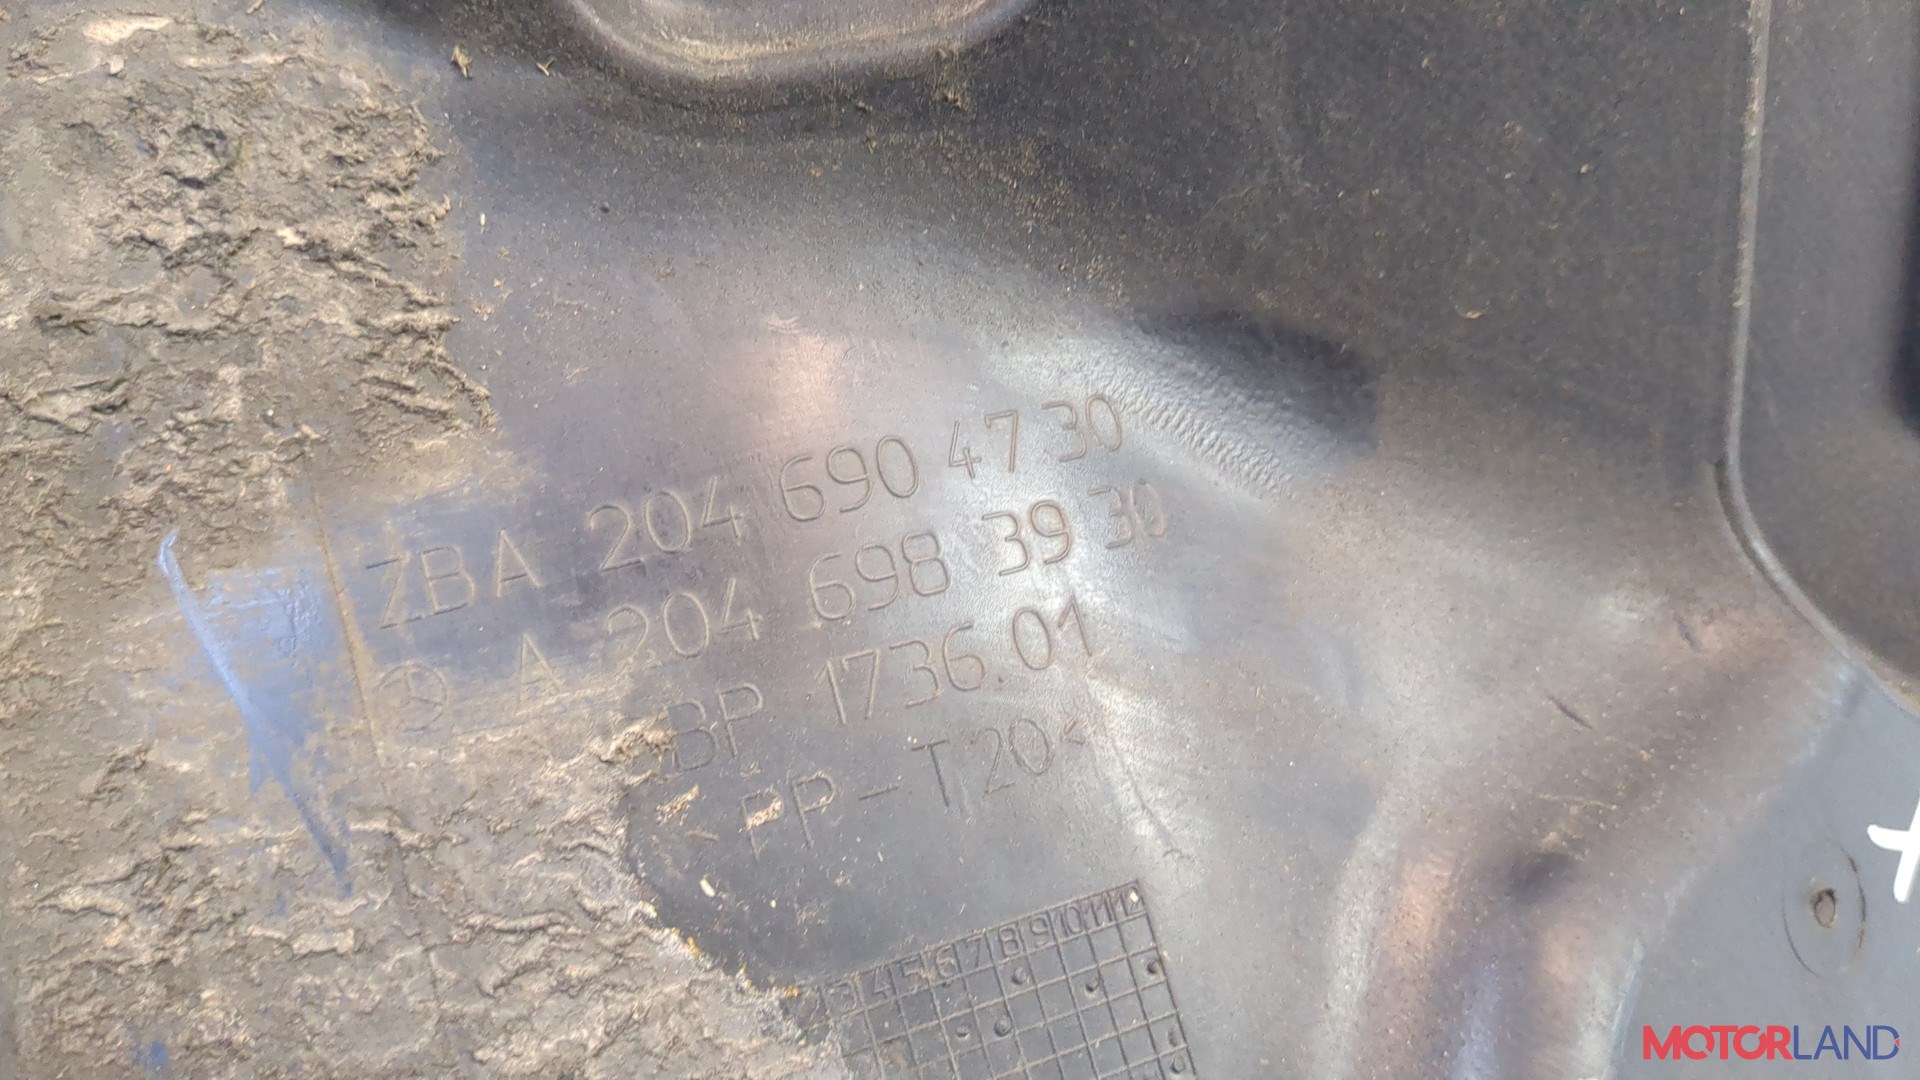 ZBA 204 690 47 30
A 204 698 39 30
BP 1736.01
PP-T20<
3 4 5 6 7 8 9 10 11 12
MOTORLAND